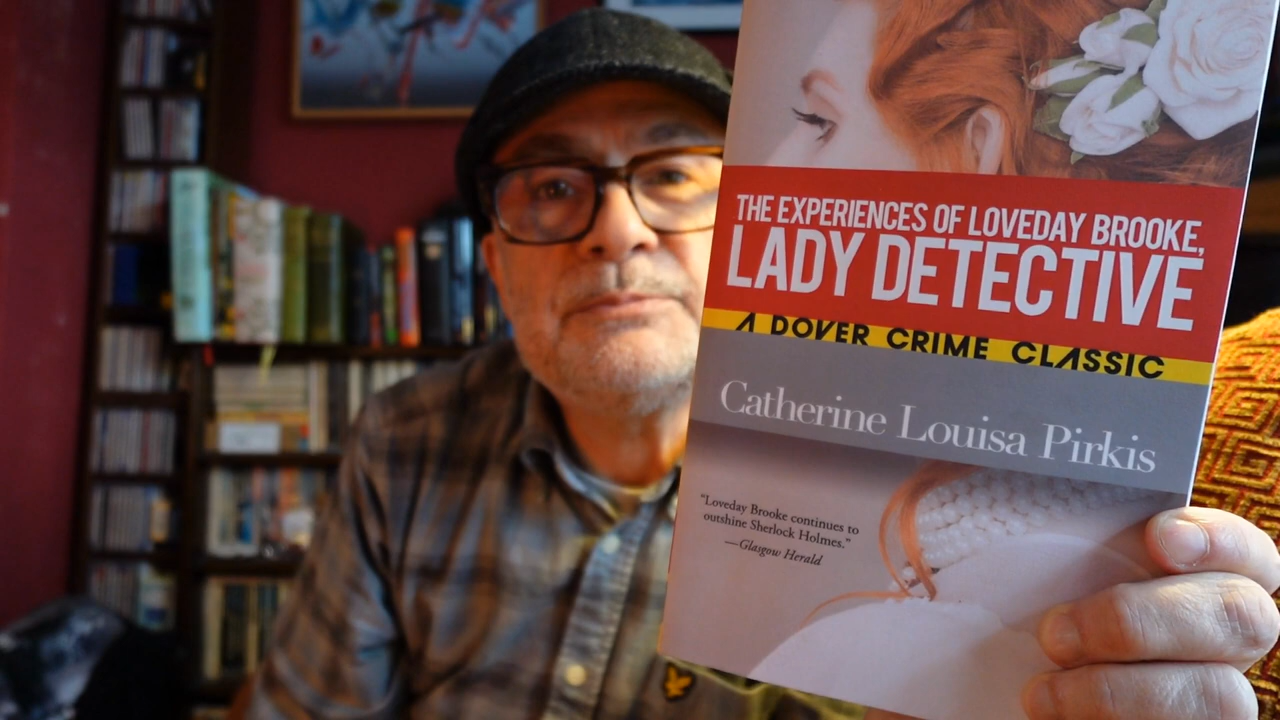 THE EXPERIENCES OF LOVEDAY BROOKE,
LADY DETECTIVE
A DOVER CRIME CLASSIC
Catherine Louisa Pirkis
"Loveday Brooke continues to
outshine Sherlock Holmes."
—Glasgow Herald